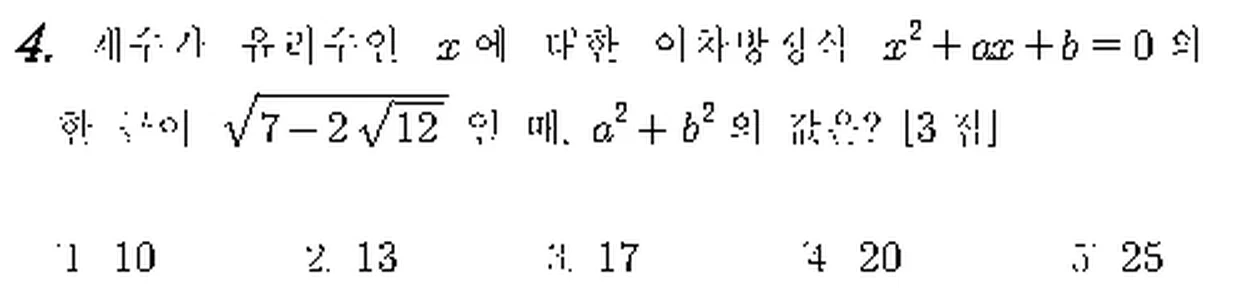 4. 계수가 유리수인 x에 대한 이차방정식 x² + ax + b = 0 의
한 근이 √(7-2√12) 일 때, a² + b² 의 값은? [3 점]
1 10 2. 13 3. 17 4 20 5 25